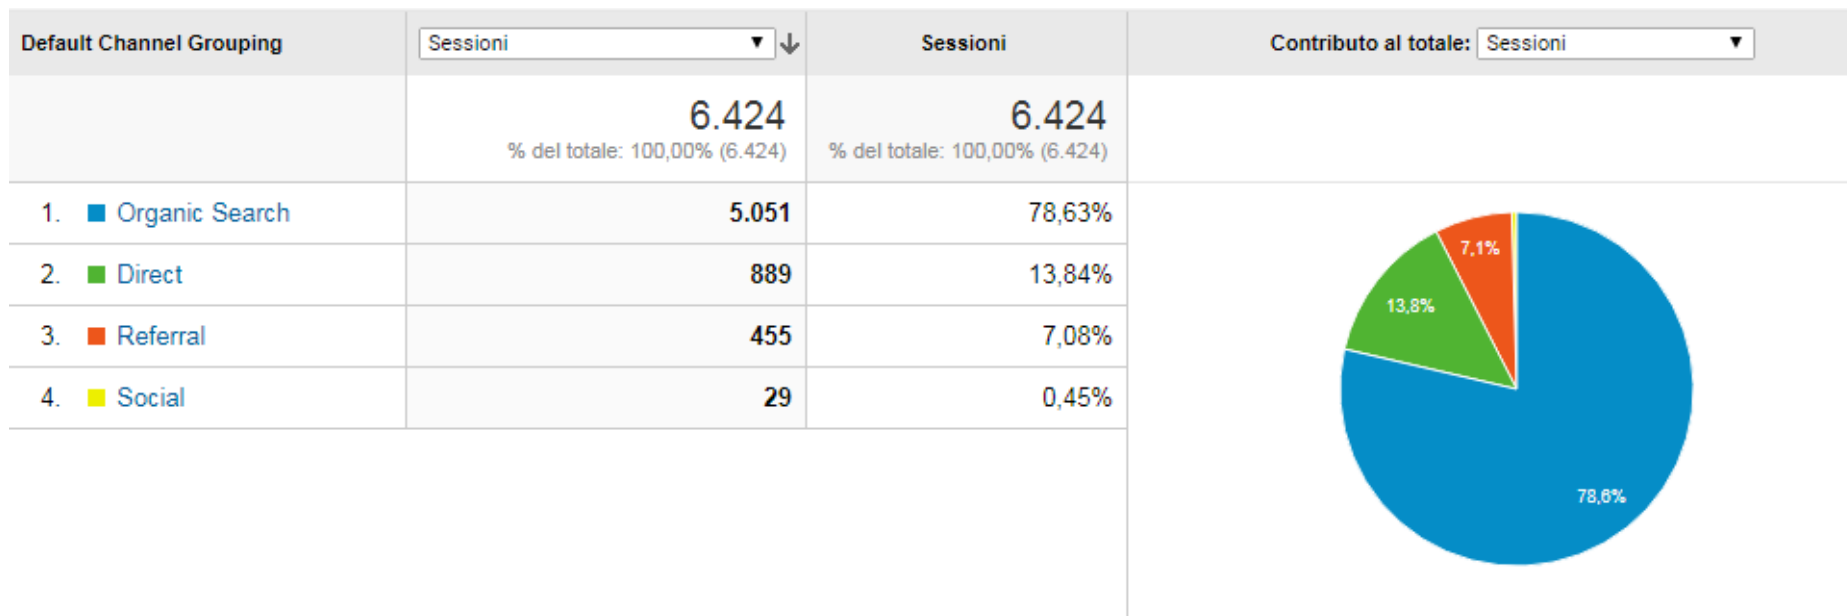 Default Channel Grouping
Sessioni
Sessioni
Contributo al totale: Sessioni
6.424
% del totale: 100,00% (6.424)
6.424
% del totale: 100,00% (6.424)
1. Organic Search 5.051 78,63%
2. Direct 889 13,84%
3. Referral 455 7,08%
4. Social 29 0,45%
7,1%
13,8%
78,6%